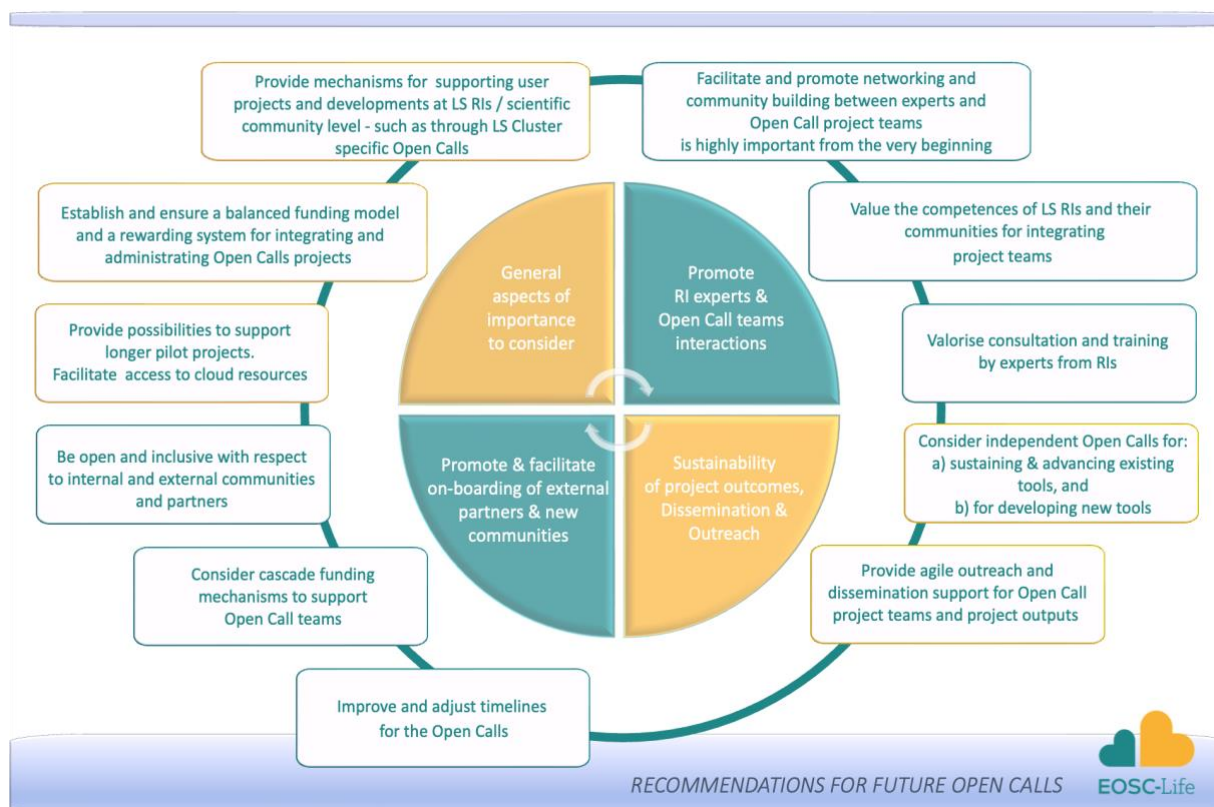 Provide mechanisms for supporting user
projects and developments at LS RIs / scientific
community level - such as through LS Cluster
specific Open Calls
Facilitate and promote networking and
community building between experts and
Open Call project teams
is highly important from the very beginning
Establish and ensure a balanced funding model
and a rewarding system for integrating and
administrating Open Calls projects
Value the competences of LS RIs and their
communities for integrating
project teams
General
aspects of
importance
to consider
Promote
RI experts &
Open Call teams
interactions
Provide possibilities to support
longer pilot projects.
Facilitate access to cloud resources
Valorise consultation and training
by experts from RIs
Be open and inclusive with respect
to internal and external communities
and partners
Promote & facilitate
on-boarding of external
partners & new
communities
Sustainability
of project outcomes,
Dissemination &
Outreach
Consider independent Open Calls for:
a) sustaining & advancing existing
tools, and
b) for developing new tools
Consider cascade funding
mechanisms to support
Open Call teams
Provide agile outreach and
dissemination support for Open Call
project teams and project outputs
Improve and adjust timelines
for the Open Calls
RECOMMENDATIONS FOR FUTURE OPEN CALLS
EOSC-Life